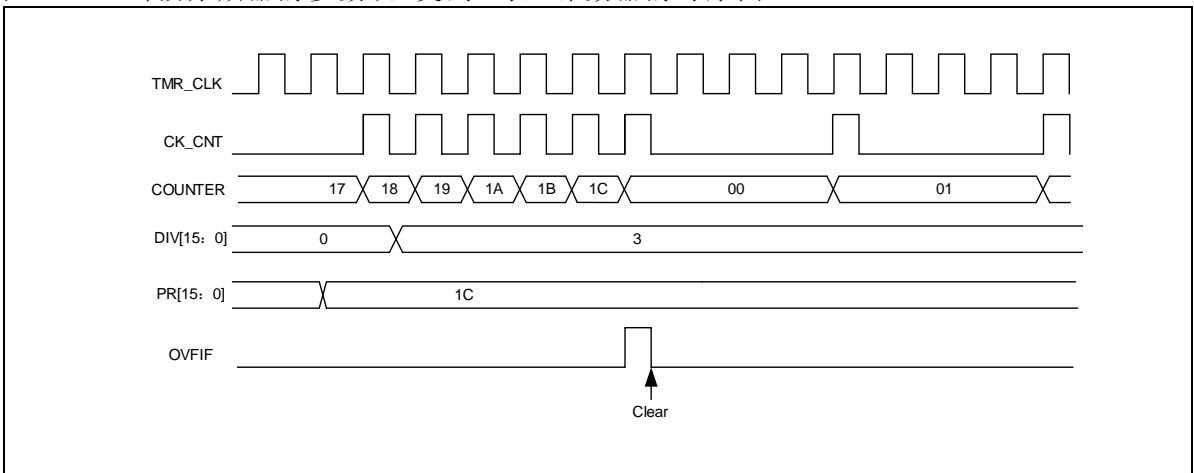 TMR_CLK
CK_CNT
COUNTER 17 18 19 1A 1B 1C 00 01
DIV[15：0] 0 3
PR[15：0] 1C
OVFIF
Clear